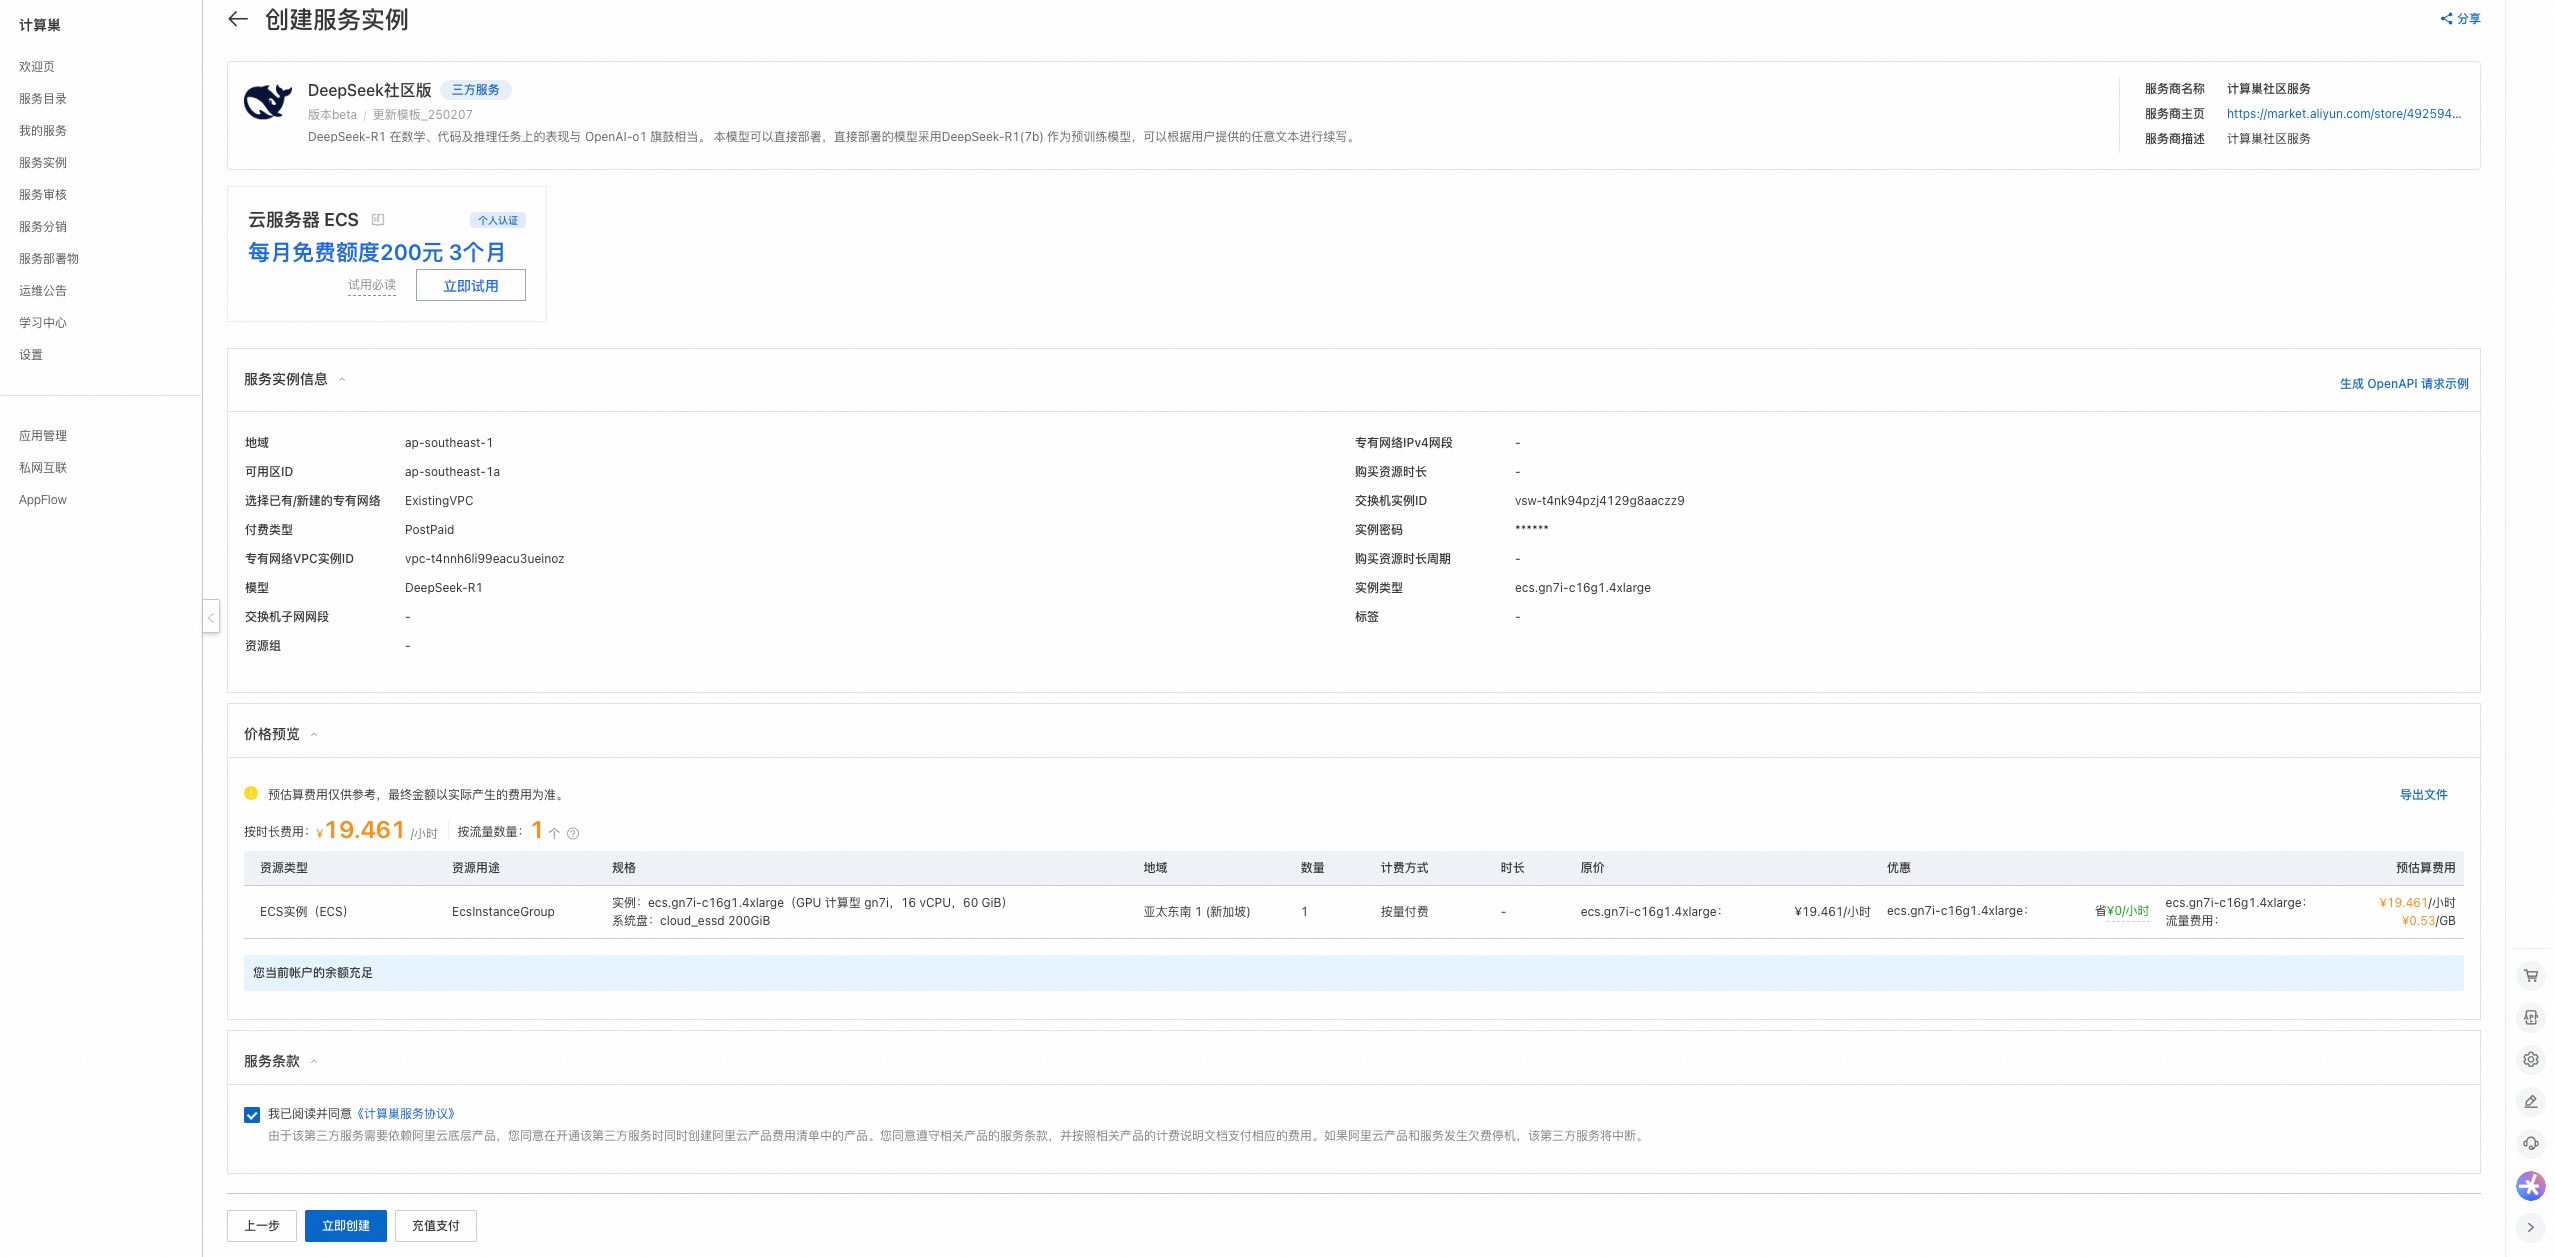 计算巢
欢迎页
服务目录
我的服务
服务实例
服务审核
服务分销
服务部署物
运维公告
学习中心
设置
应用管理
私网互联
AppFlow
创建服务实例
分享
DeepSeek社区版 三方服务
版本beta / 更新模板_250207
DeepSeek-R1 在数学、代码及推理任务上的表现与 OpenAI-o1 旗鼓相当。 本模型可以直接部署，直接部署的模型采用DeepSeek-R1(7b) 作为预训练模型，可以根据用户提供的任意文本进行续写。
服务商名称 计算巢社区服务
服务商主页 https://market.aliyun.com/store/492594...
服务商描述 计算巢社区服务
云服务器 ECS 个人认证
每月免费额度200元 3个月
试用必读 立即试用
服务实例信息
生成 OpenAPI 请求示例
地域 ap-southeast-1 专有网络IPv4网段 -
可用区ID ap-southeast-1a 购买资源时长 -
选择已有/新建的专有网络 ExistingVPC 交换机实例ID vsw-t4nk94pzj4129g8aaczz9
付费类型 PostPaid 实例密码 ******
专有网络VPC实例ID vpc-t4nnh6li99eacu3ueinoz 购买资源时长周期 -
模型 DeepSeek-R1 实例类型 ecs.gn7i-c16g1.4xlarge
交换机子网网段 - 标签 -
资源组 -
价格预览
预估算费用仅供参考，最终金额以实际产生的费用为准。 导出文件
按时长费用： ¥19.461 /小时 按流量数量： 1 个
资源类型 资源用途 规格 地域 数量 计费方式 时长 原价 优惠 预估算费用
ECS实例（ECS） EcsInstanceGroup 实例：ecs.gn7i-c16g1.4xlarge（GPU 计算型 gn7i，16 vCPU，60 GiB） 亚太东南 1 (新加坡) 1 按量付费 - ecs.gn7i-c16g1.4xlarge： ¥19.461/小时 ecs.gn7i-c16g1.4xlarge： 省¥0/小时 ecs.gn7i-c16g1.4xlarge： ¥19.461/小时
系统盘：cloud_essd 200GiB 流量费用： ¥0.53/GB
您当前帐户的余额充足
服务条款
我已阅读并同意《计算巢服务协议》
由于该第三方服务需要依赖阿里云底层产品，您同意在开通该第三方服务时同时创建阿里云产品费用清单中的产品。您同意遵守相关产品的服务条款，并按照相关产品的计费说明文档支付相应的费用。如果阿里云产品和服务发生欠费停机，该第三方服务将中断。
上一步 立即创建 充值支付